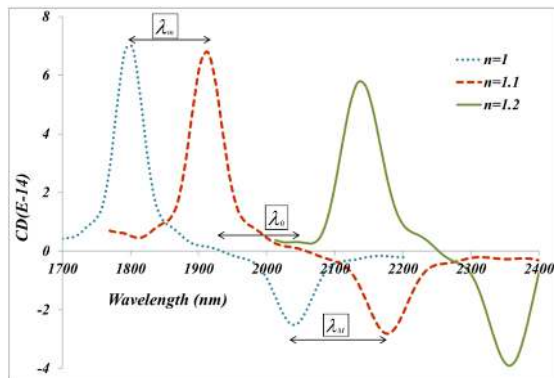 8
6
4
2
0
-2
-4
CD(E-14)
1700
1800
1900
2000
2100
2200
2300
2400
Wavelength (nm)
λm
λ0
λM
n=1
n=1.1
n=1.2